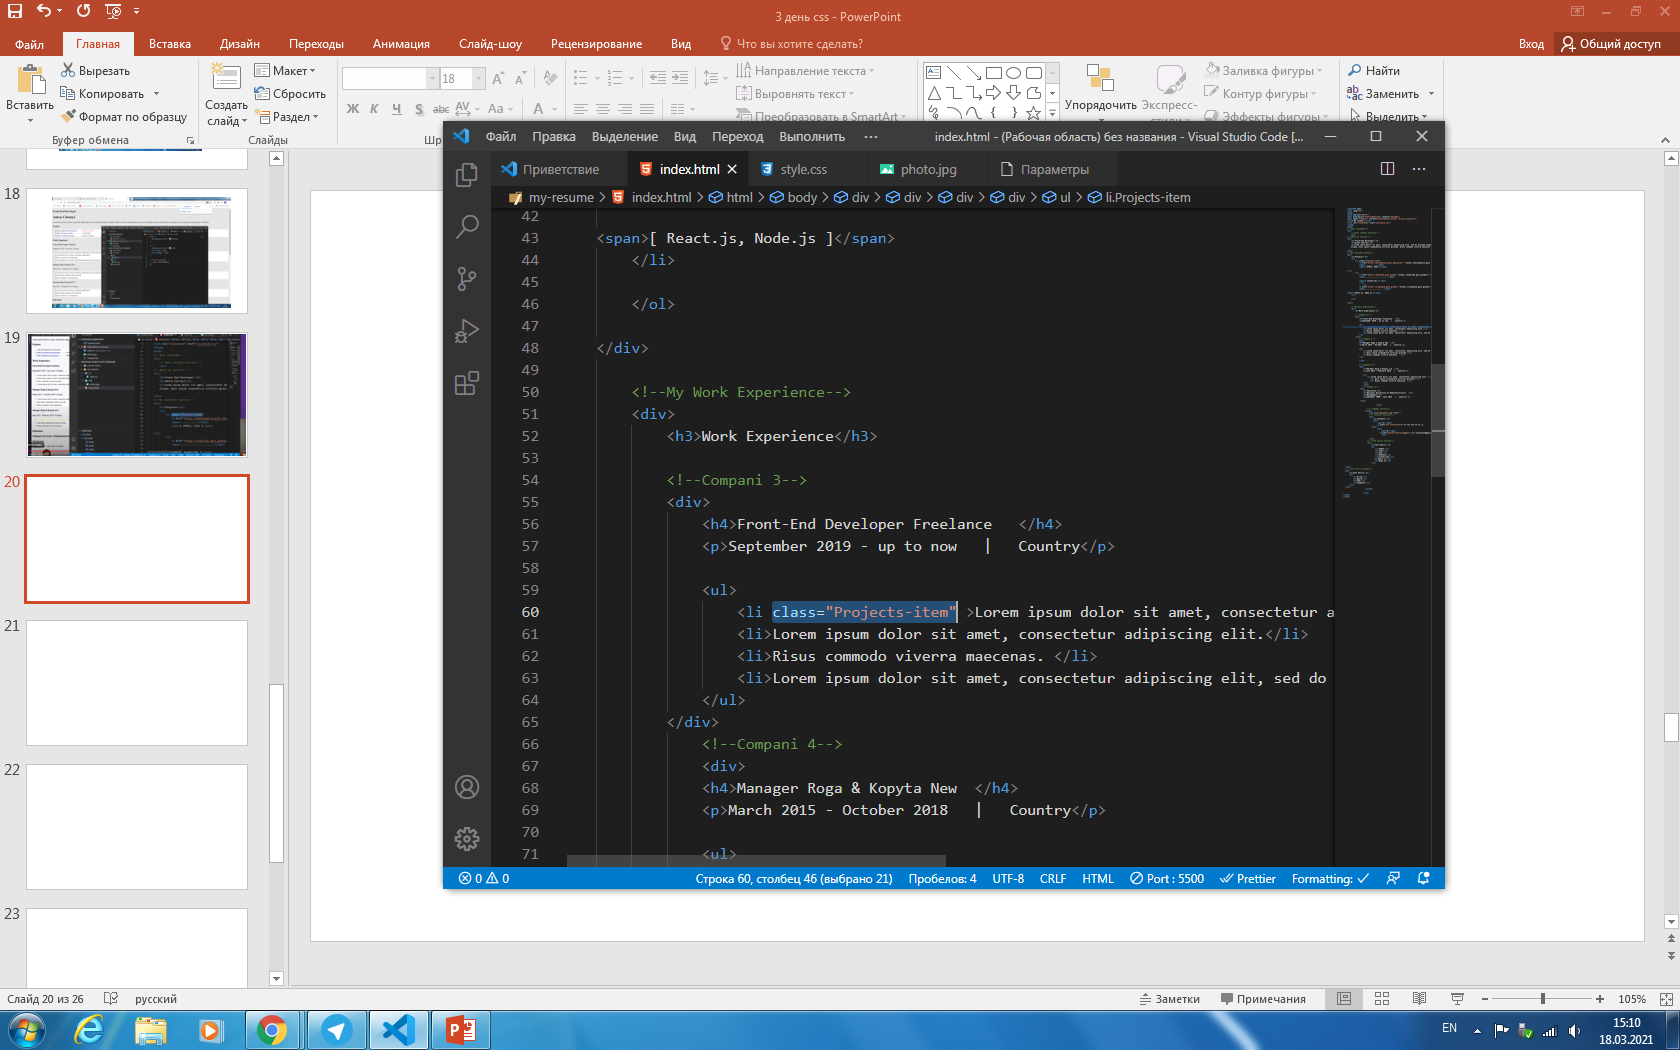 3 день css - PowerPoint
Файл Главная Вставка Дизайн Переходы Анимация Слайд-шоу Рецензирование Вид Что вы хотите сделать? Вход Общий доступ
Вставить
Вырезать
Копировать
Формат по образцу
Буфер обмена
Создать слайд
Макет
Сбросить
Раздел
Слайды
18
Ж К Ч S abc AV Aa A
Шр
Направление текста
Выровнять текст
Преобразовать в SmartArt
Упорядочить
Экспресс-
стили
Заливка фигуры
Контур фигуры
Эффекты фигуры
Найти
Заменить
Выделить
18
19
20
21
22
23
Файл Правка Выделение Вид Переход Выполнить ··· index.html - (Рабочая область) без названия - Visual Studio Code [...
Приветствие index.html style.css photo.jpg Параметры
my-resume > index.html > html > body > div > div > div > div > ul > li.Projects-item
42
43 <span>[ React.js, Node.js ]</span>
44 </li>
45
46 </ol>
47
48 </div>
49
50 <!--My Work Experience-->
51 <div>
52 <h3>Work Experience</h3>
53
54 <!--Compani 3-->
55 <div>
56 <h4>Front-End Developer Freelance </h4>
57 <p>September 2019 - up to now | Country</p>
58
59 <ul>
60 <li class="Projects-item" >Lorem ipsum dolor sit amet, consectetur a
61 <li>Lorem ipsum dolor sit amet, consectetur adipiscing elit.</li>
62 <li>Risus commodo viverra maecenas. </li>
63 <li>Lorem ipsum dolor sit amet, consectetur adipiscing elit, sed do
64 </ul>
65 </div>
66 <!--Compani 4-->
67 <div>
68 <h4>Manager Roga & Kopyta New </h4>
69 <p>March 2015 - October 2018 | Country</p>
70
71 <ul>
0 0 Строка 60, столбец 46 (выбрано 21) Пробелов: 4 UTF-8 CRLF HTML Port : 5500 Prettier Formatting:
Слайд 20 из 26 русский Заметки Примечания 105%
EN 15:10
18.03.2021